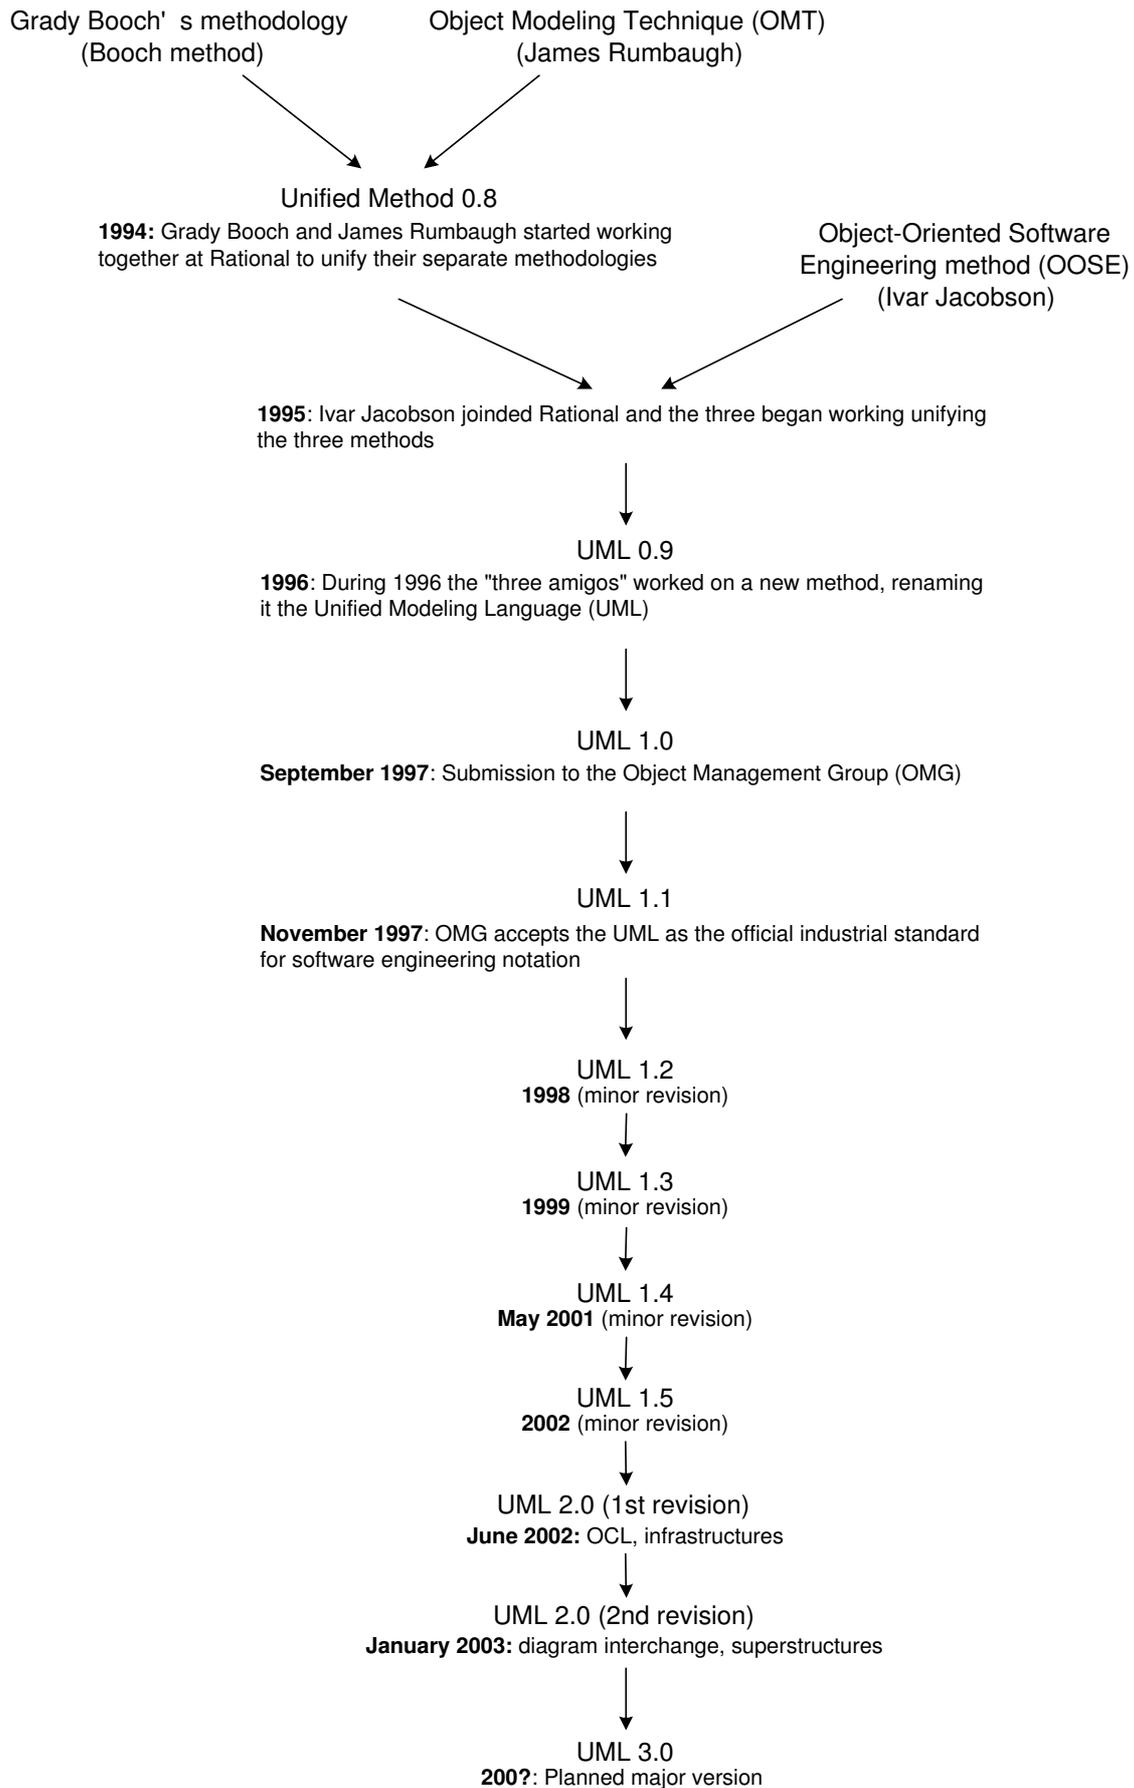 Grady Booch' s methodology
(Booch method)
Object Modeling Technique (OMT)
(James Rumbaugh)
Unified Method 0.8
1994: Grady Booch and James Rumbaugh started working
together at Rational to unify their separate methodologies
Object-Oriented Software
Engineering method (OOSE)
(Ivar Jacobson)
1995: Ivar Jacobson joinded Rational and the three began working unifying
the three methods
UML 0.9
1996: During 1996 the "three amigos" worked on a new method, renaming
it the Unified Modeling Language (UML)
UML 1.0
September 1997: Submission to the Object Management Group (OMG)
UML 1.1
November 1997: OMG accepts the UML as the official industrial standard
for software engineering notation
UML 1.2
1998 (minor revision)
UML 1.3
1999 (minor revision)
UML 1.4
May 2001 (minor revision)
UML 1.5
2002 (minor revision)
UML 2.0 (1st revision)
June 2002: OCL, infrastructures
UML 2.0 (2nd revision)
January 2003: diagram interchange, superstructures
UML 3.0
200?: Planned major version